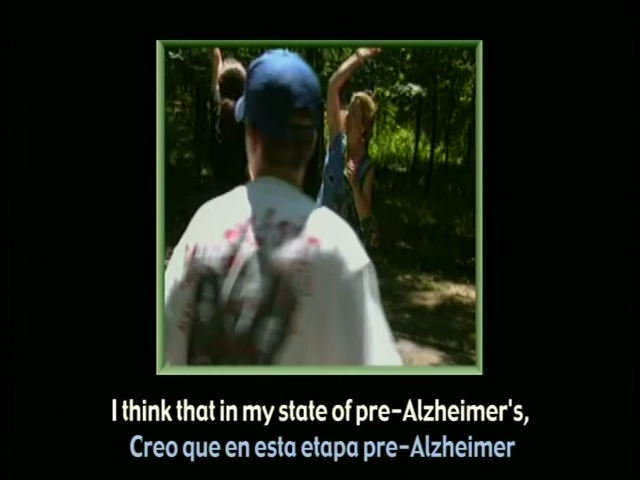 I think that in my state of pre-Alzheimer's,
Creo que en esta etapa pre-Alzheimer